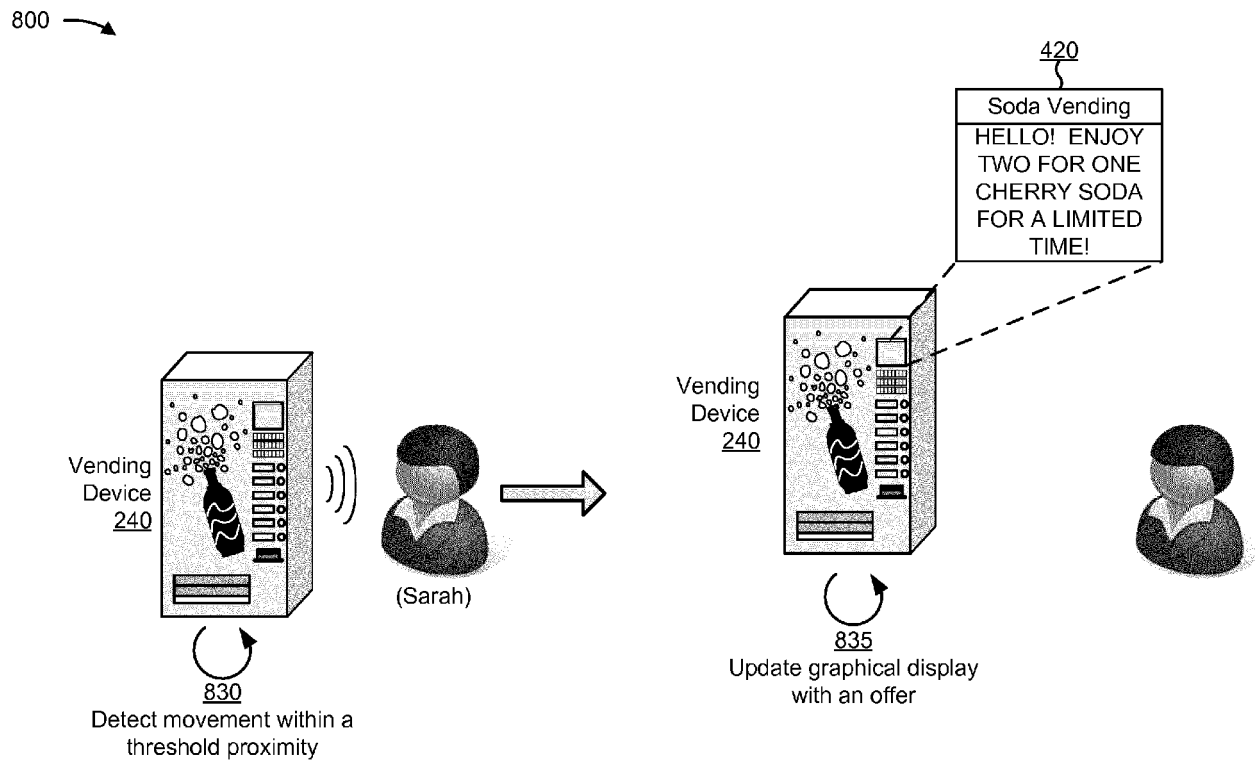 800
420
Soda Vending
HELLO! ENJOY
TWO FOR ONE
CHERRY SODA
FOR A LIMITED
TIME!
Vending
Device
240
(Sarah)
830
Detect movement within a
threshold proximity
Vending
Device
240
835
Update graphical display
with an offer